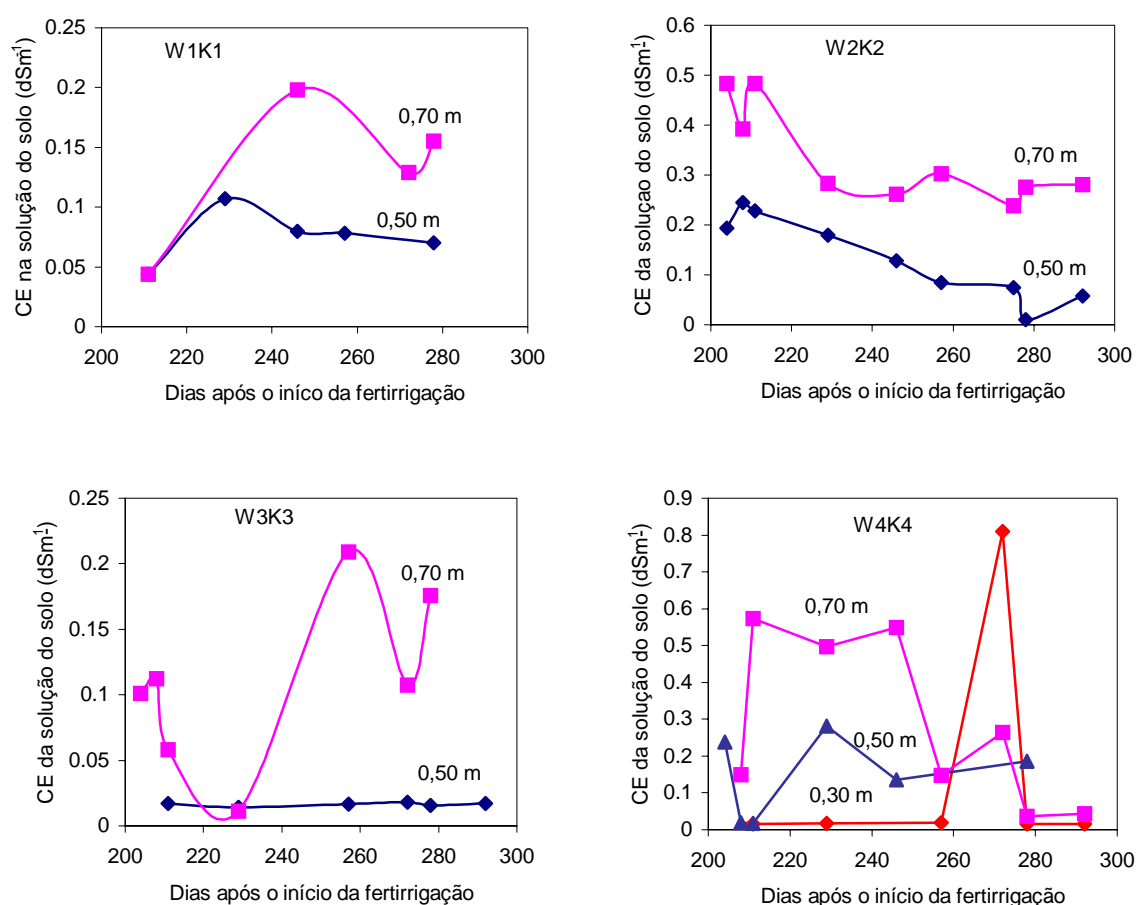 W1K1
CE na solução do solo (dSm-1)
0.25
0.2
0.15
0.1
0.05
0
0,70 m
0,50 m
200 220 240 260 280 300
Dias após o iníco da fertirrigação
W2K2
CE da soluçao do solo (dSm-1)
0.6
0.5
0.4
0.3
0.2
0.1
0
0,70 m
0,50 m
200 220 240 260 280 300
Dias após o início da fertirrigação
W3K3
CE da solução do solo (dSm-1)
0.25
0.2
0.15
0.1
0.05
0
0,70 m
0,50 m
200 220 240 260 280 300
Dias após o início da fertirrigação
W4K4
CE da solução do solo (dSm-1)
0.9
0.8
0.7
0.6
0.5
0.4
0.3
0.2
0.1
0
0,70 m
0,50 m
0,30 m
200 220 240 260 280 300
Dias após o início da fertirrigação